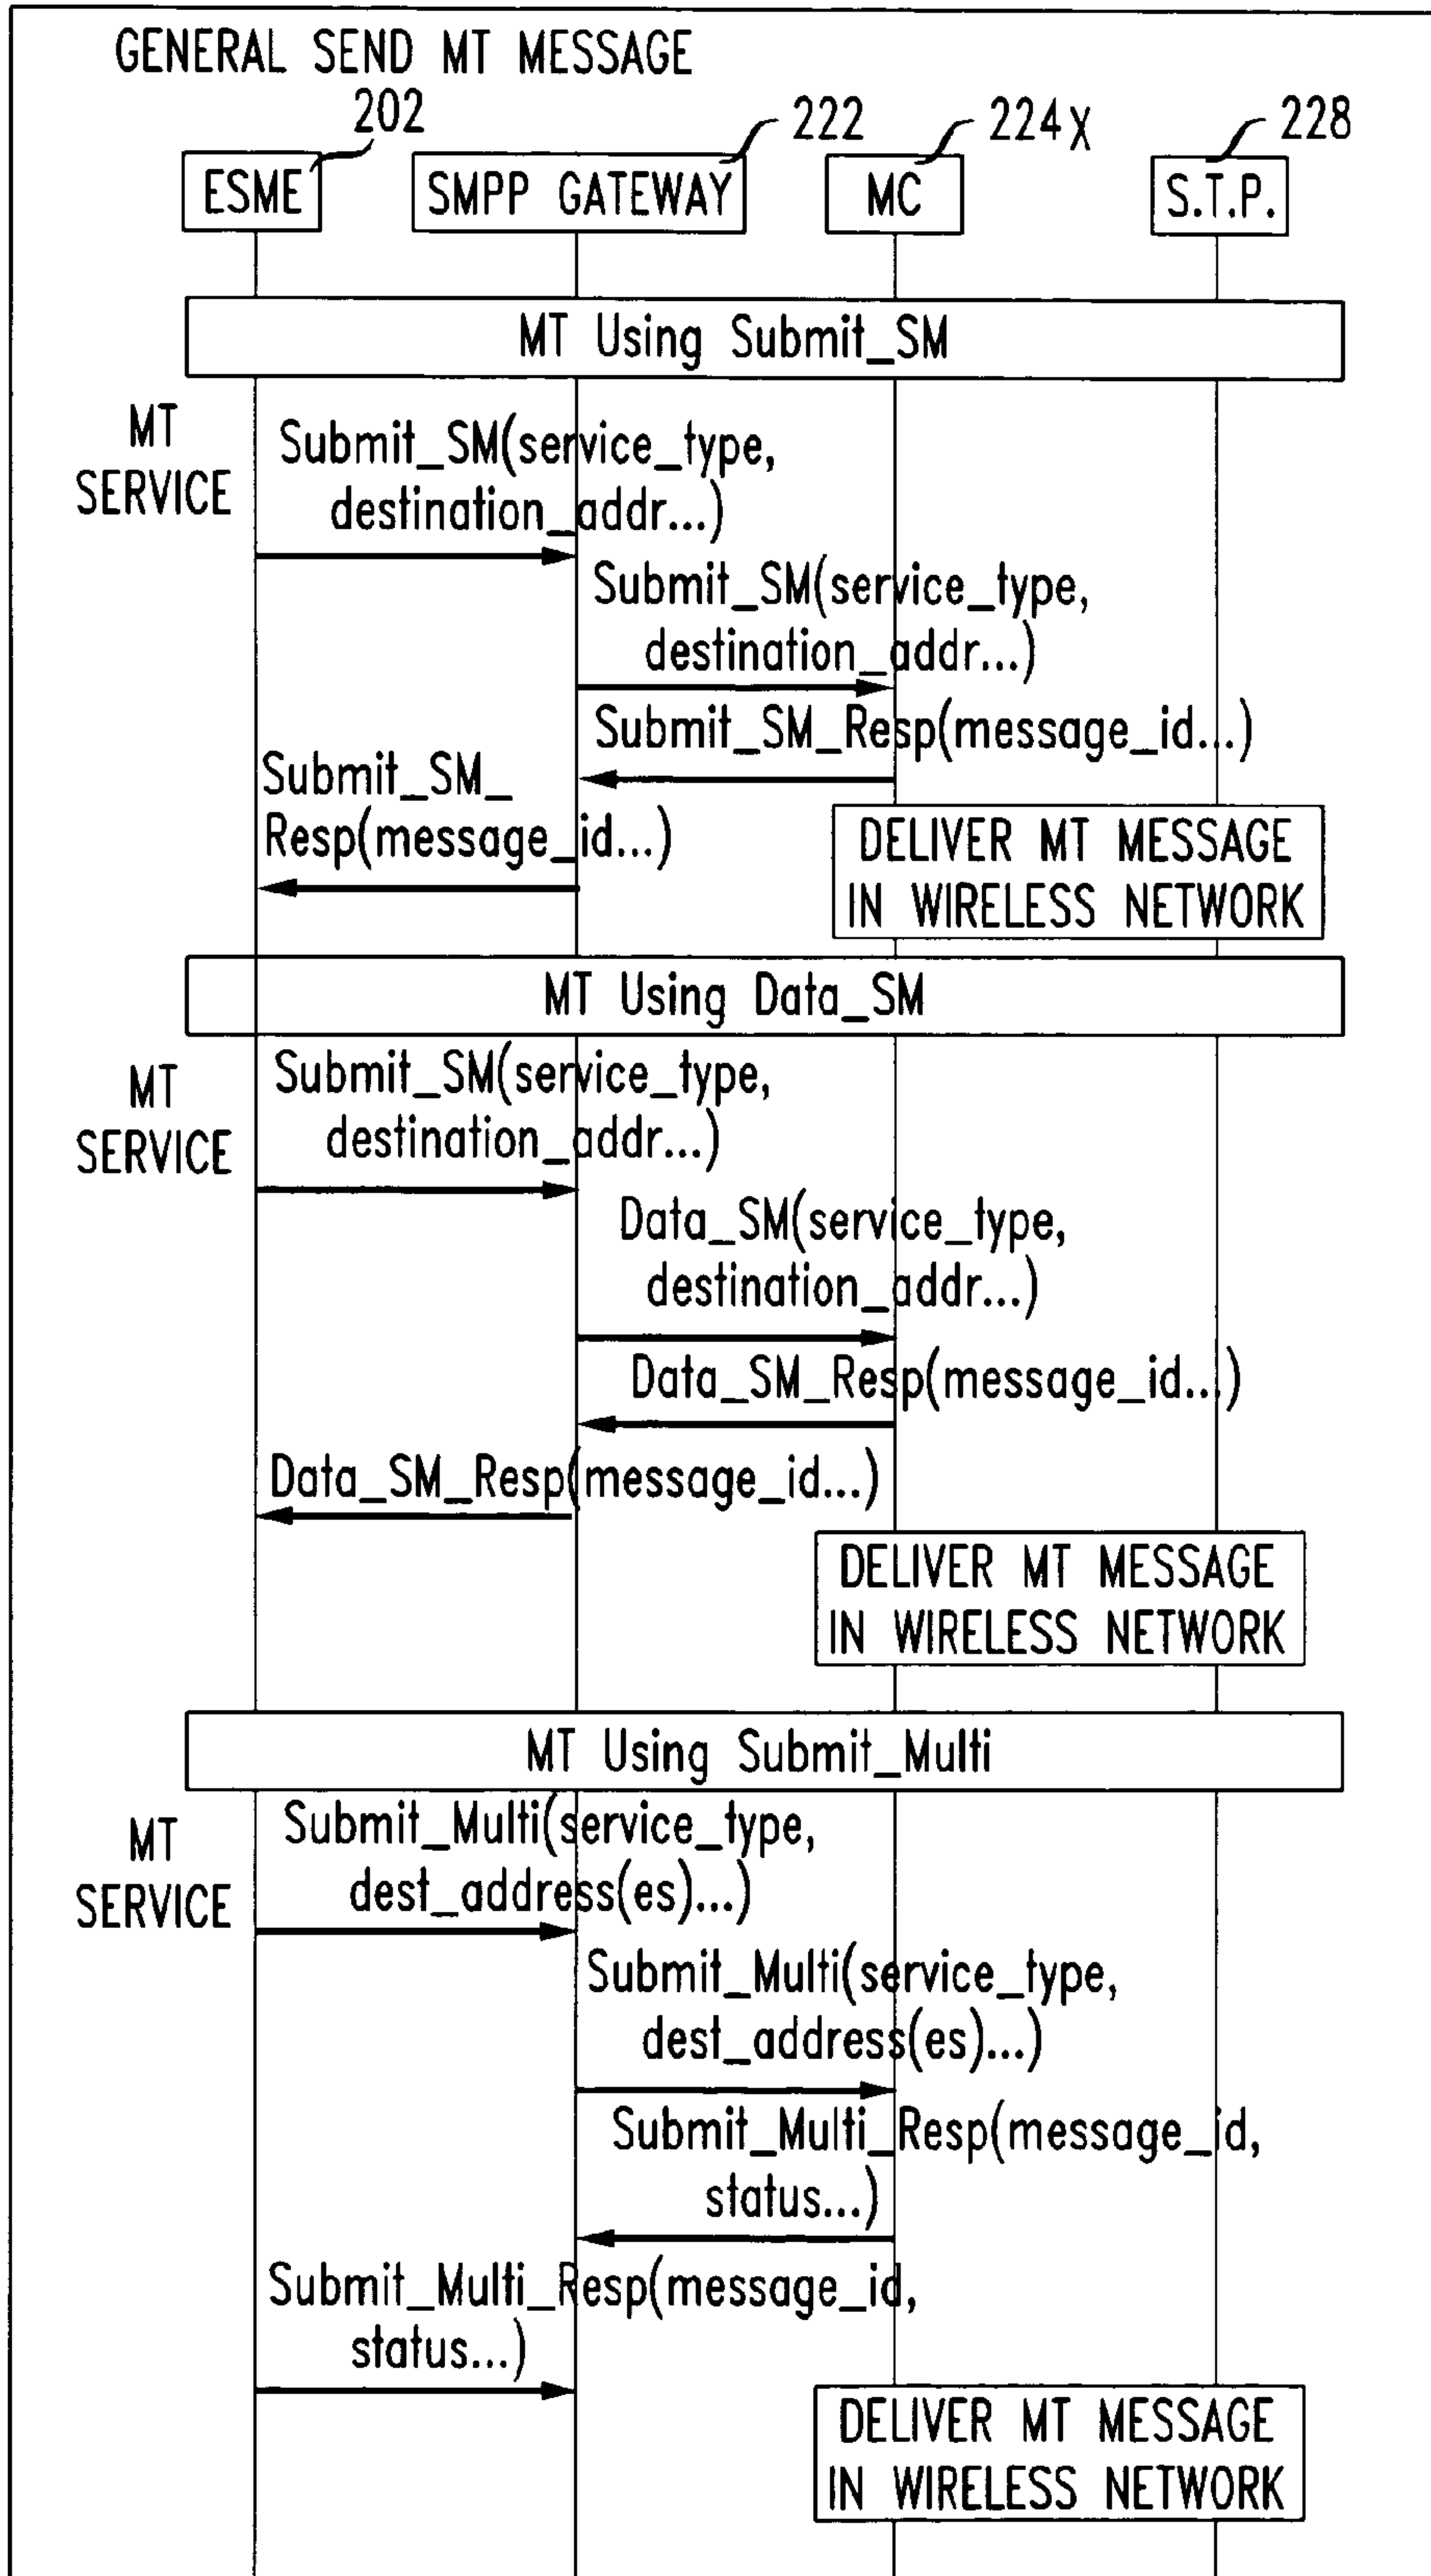 GENERAL SEND MT MESSAGE
202
222
224X
228
ESME
SMPP GATEWAY
MC
S.T.P.
MT Using Submit_SM
MT
SERVICE
Submit_SM(service_type,
destination_addr...)
Submit_SM(service_type,
destination_addr...)
Submit_SM_Resp(message_id...)
Submit_SM_
Resp(message_id...)
DELIVER MT MESSAGE
IN WIRELESS NETWORK
MT Using Data_SM
MT
SERVICE
Submit_SM(service_type,
destination_addr...)
Data_SM(service_type,
destination_addr...)
Data_SM_Resp(message_id...)
Data_SM_Resp(message_id...)
DELIVER MT MESSAGE
IN WIRELESS NETWORK
MT Using Submit_Multi
MT
SERVICE
Submit_Multi(service_type,
dest_address(es)...)
Submit_Multi(service_type,
dest_address(es)...)
Submit_Multi_Resp(message_id,
status...)
Submit_Multi_Resp(message_id,
status...)
DELIVER MT MESSAGE
IN WIRELESS NETWORK